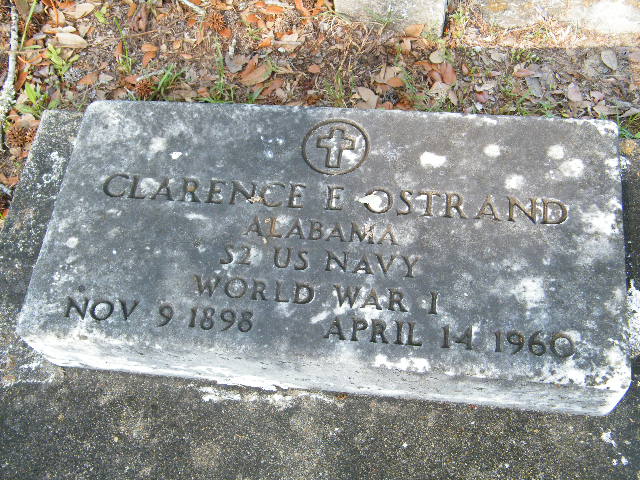 CLARENCE E OSTRAND
ALABAMA
S2 US NAVY
WORLD WAR I
NOV 9 1898 APRIL 14 1960